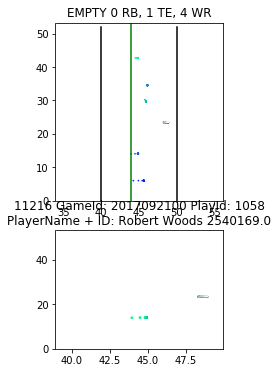 EMPTY 0 RB, 1 TE, 4 WR
50
40
30
20
10
0
35 40 45 50 55
11216 GameId: 2017092100 PlayId: 1058
PlayerName + ID: Robert Woods 2540169.0
40
20
0
40.0 42.5 45.0 47.5